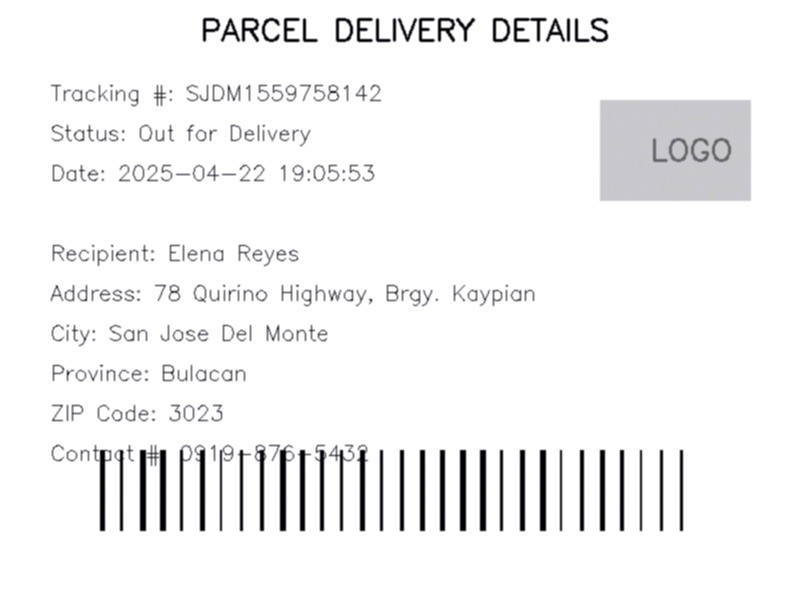 PARCEL DELIVERY DETAILS
Tracking #: SJDM1559758142
Status: Out for Delivery
Date: 2025-04-22 19:05:53
LOGO
Recipient: Elena Reyes
Address: 78 Quirino Highway, Brgy. Kaypian
City: San Jose Del Monte
Province: Bulacan
ZIP Code: 3023
Contact #: 0919-876-5432